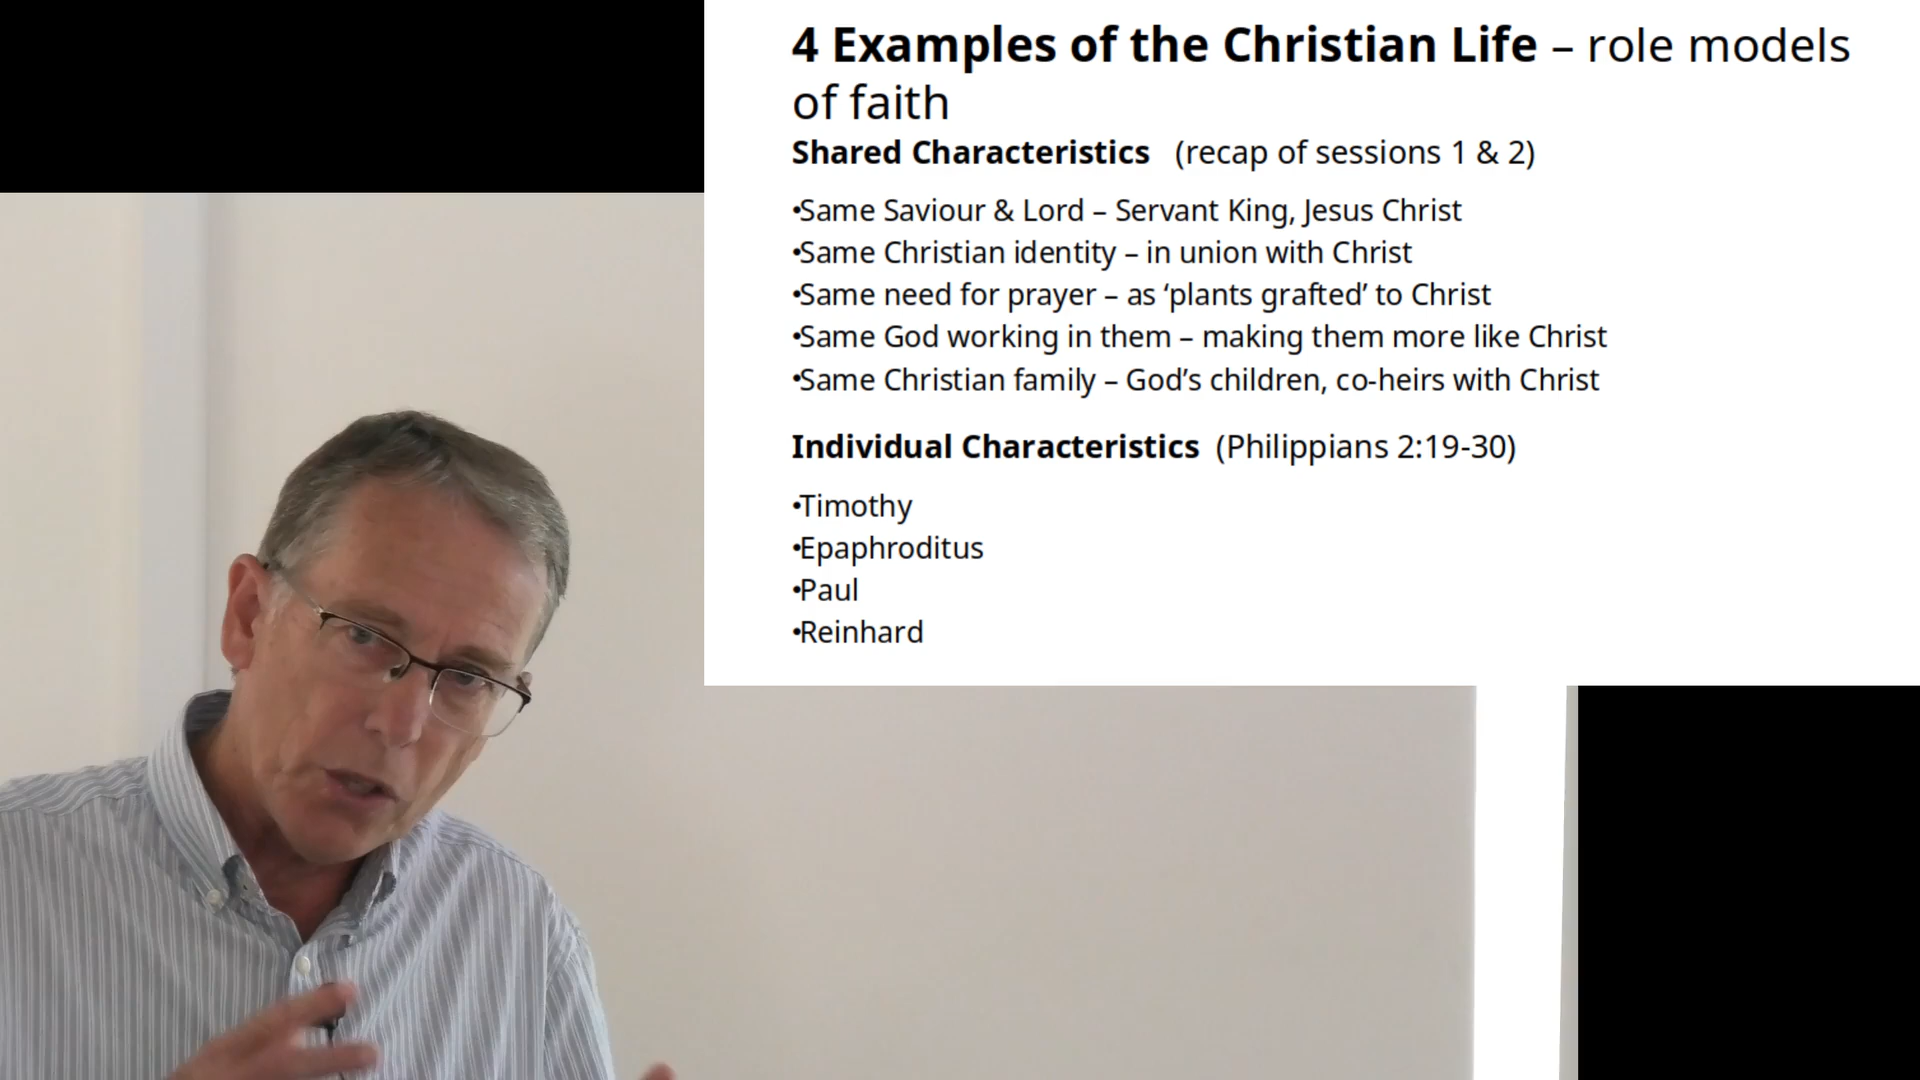 4 Examples of the Christian Life – role models
of faith
Shared Characteristics (recap of sessions 1 & 2)
•Same Saviour & Lord – Servant King, Jesus Christ
•Same Christian identity – in union with Christ
•Same need for prayer – as ‘plants grafted’ to Christ
•Same God working in them – making them more like Christ
•Same Christian family – God’s children, co-heirs with Christ
Individual Characteristics (Philippians 2:19-30)
•Timothy
•Epaphroditus
•Paul
•Reinhard